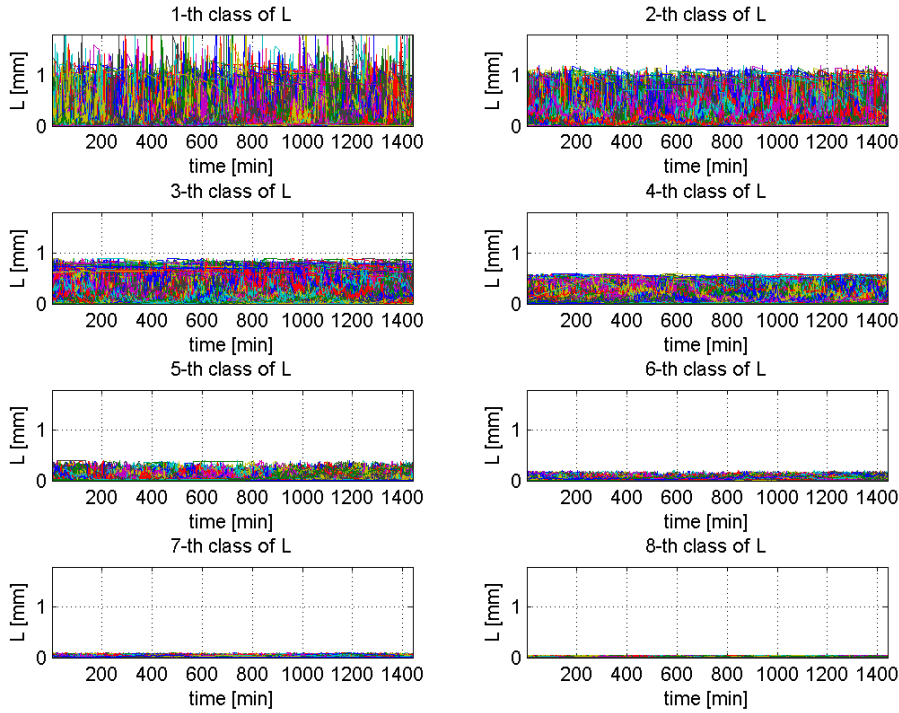 1-th class of L
L [mm]
1
0
200 400 600 800 1000 1200 1400
time [min]
2-th class of L
L [mm]
1
0
200 400 600 800 1000 1200 1400
time [min]
3-th class of L
L [mm]
1
0
200 400 600 800 1000 1200 1400
time [min]
4-th class of L
L [mm]
1
0
200 400 600 800 1000 1200 1400
time [min]
5-th class of L
L [mm]
1
0
200 400 600 800 1000 1200 1400
time [min]
6-th class of L
L [mm]
1
0
200 400 600 800 1000 1200 1400
time [min]
7-th class of L
L [mm]
1
0
200 400 600 800 1000 1200 1400
time [min]
8-th class of L
L [mm]
1
0
200 400 600 800 1000 1200 1400
time [min]